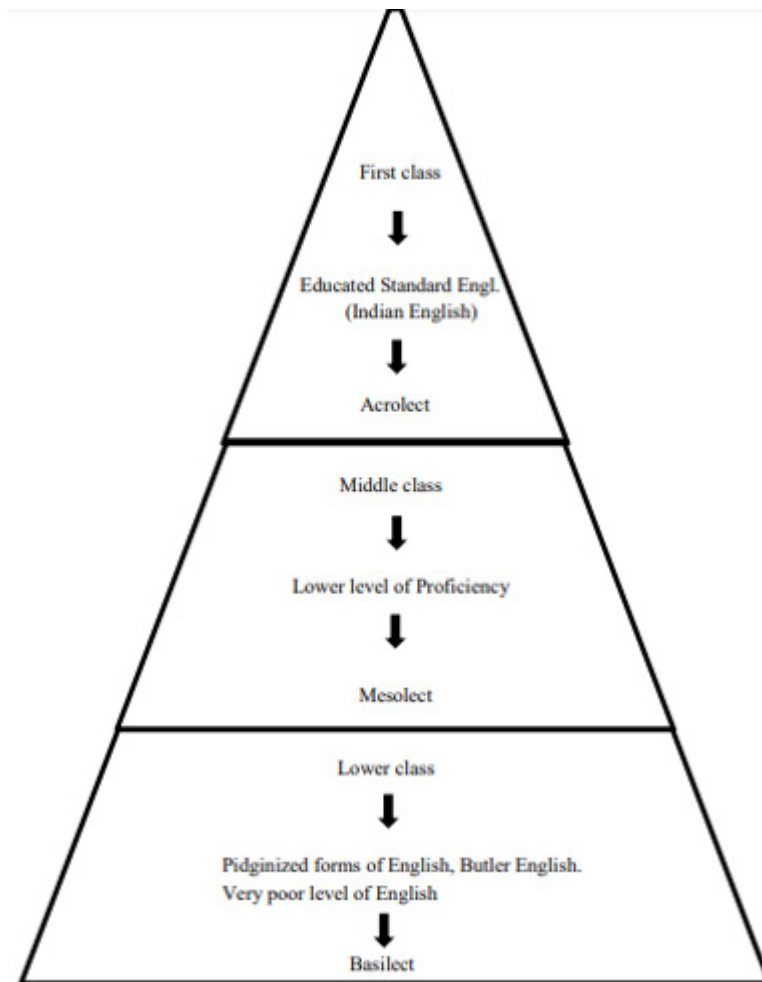 First class
Educated Standard Engl.
(Indian English)
Acrolect
Middle class
Lower level of Proficiency
Mesolect
Lower class
Pidginized forms of English, Butler English.
Very poor level of English
Basilect